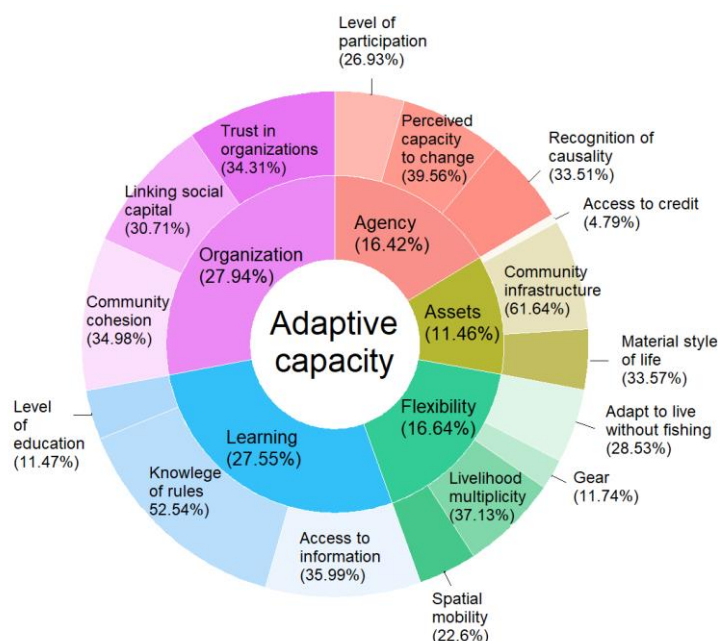 Level of
participation
(26.93%)
Perceived
capacity
to change
(39.56%)
Recognition of
causality
(33.51%)
Access to credit
(4.79%)
Community
infrastructure
(61.64%)
Material style
of life
(33.57%)
Adapt to live
without fishing
(28.53%)
Gear
(11.74%)
Livelihood
multiplicity
(37.13%)
Spatial
mobility
(22.6%)
Access to
information
(35.99%)
Knowlege
of rules
52.54%)
Level
of
education
(11.47%)
Community
cohesion
(34.98%)
Linking social
capital
(30.71%)
Trust in
organizations
(34.31%)
Agency
(16.42%)
Assets
(11.46%)
Flexibility
(16.64%)
Learning
(27.55%)
Organization
(27.94%)
Adaptive
capacity